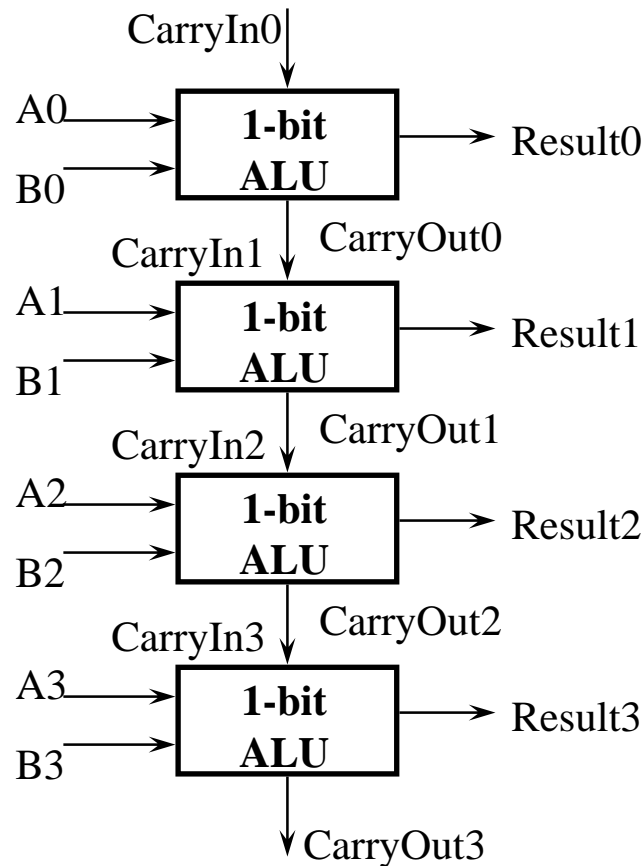 CarryIn0
A0
1-bit
Result0
B0
ALU
CarryOut0
CarryIn1
A1
1-bit
Result1
B1
ALU
CarryOut1
CarryIn2
A2
1-bit
Result2
B2
ALU
CarryOut2
CarryIn3
A3
1-bit
Result3
B3
ALU
CarryOut3